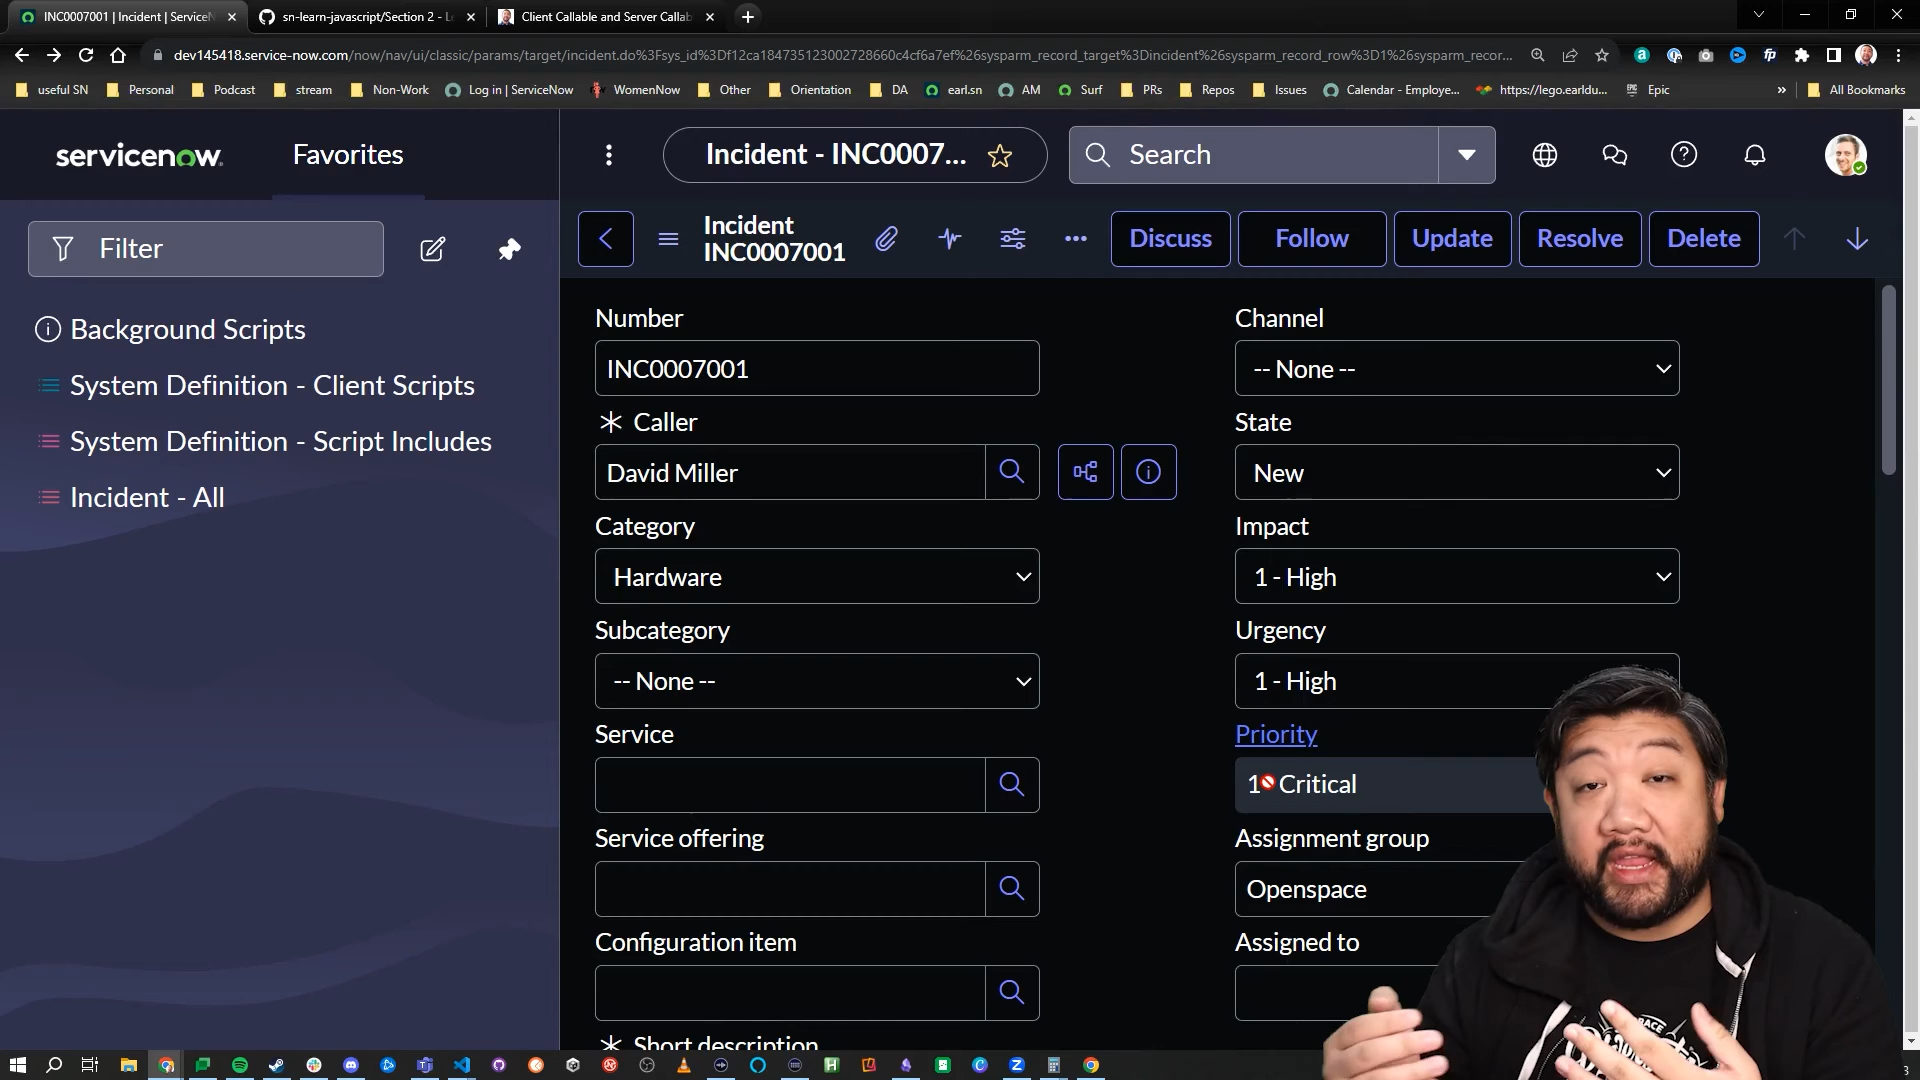 INC0007001 | Incident | ServiceN
sn-learn-javascript/Section 2 - Le
Client Callable and Server Callab
dev145418.service-now.com/now/nav/ui/classic/params/target/incident.do%3Fsys_id%3Df12ca184735123002728660c4cf6a7ef%26sysparm_record_target%3Dincident%26sysparm_record_row%3D1%26sysparm_recor...
useful SN
Personal
Podcast
stream
Non-Work
Log in | ServiceNow
WomenNow
Other
Orientation
DA
earl.sn
AM
Surf
PRs
Repos
Issues
Calendar - Employe...
https://lego.earldu...
Epic
»
All Bookmarks
servicenow
Favorites
Incident - INC0007...
Search
Filter
Incident
INC0007001
Discuss
Follow
Update
Resolve
Delete
Background Scripts
System Definition - Client Scripts
System Definition - Script Includes
Incident - All
Number
INC0007001
Channel
-- None --
Caller
David Miller
State
New
Category
Hardware
Impact
1 - High
Subcategory
-- None --
Urgency
1 - High
Service
Priority
1 Critical
Service offering
Assignment group
Openspace
Configuration item
Assigned to
Short description